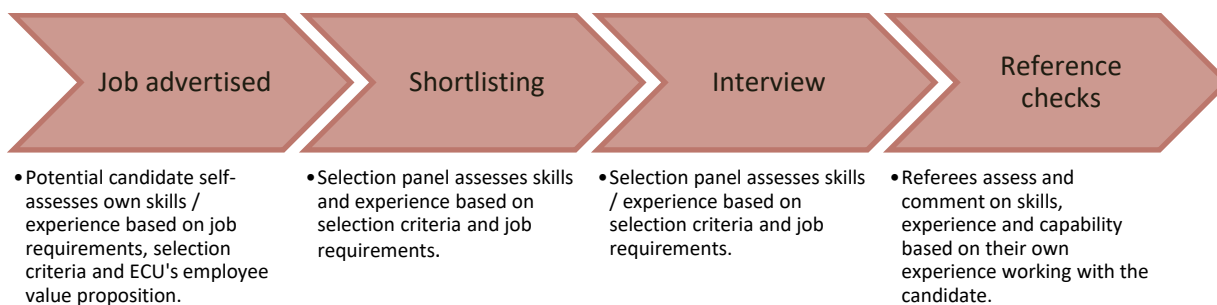 Job advertised
Shortlisting
Interview
Reference
checks
•Potential candidate self-
assesses own skills /
experience based on job
requirements, selection
criteria and ECU's employee
value proposition.
•Selection panel assesses skills
and experience based on
selection criteria and job
requirements.
•Selection panel assesses skills
/ experience based on
selection criteria and job
requirements.
•Referees assess and
comment on skills,
experience and capability
based on their own
experience working with the
candidate.